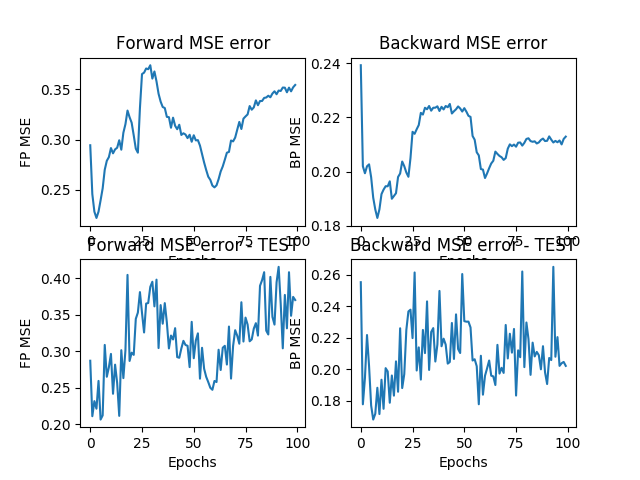 Forward MSE error
Backward MSE error
FP MSE
0.35
0.30
0.25
0 25 50 75 100
Epochs
BP MSE
0.24
0.22
0.20
0.18
0 25 50 75 100
Forward MSE error - TEST
Backward MSE error - TEST
FP MSE
0.40
0.35
0.30
0.25
0.20
0 25 50 75 100
Epochs
BP MSE
0.26
0.24
0.22
0.20
0.18
0 25 50 75 100
Epochs